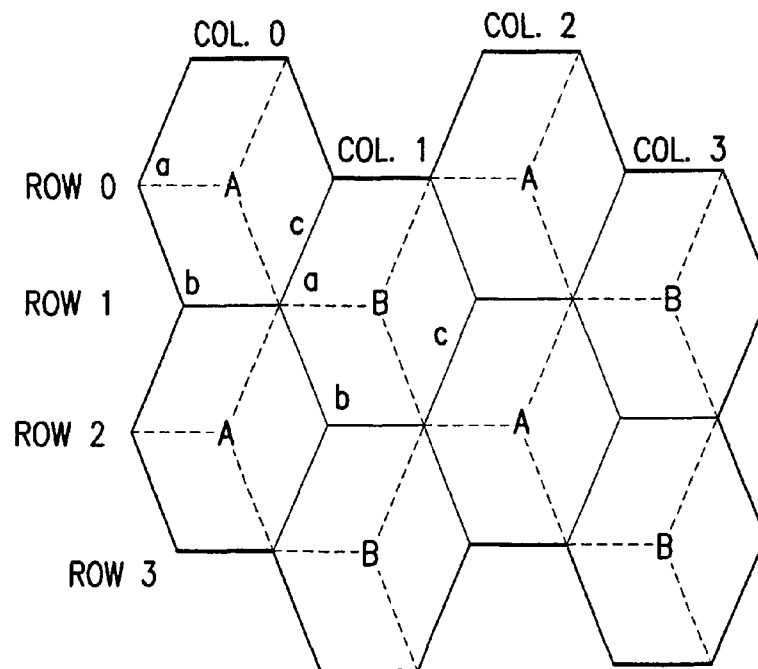 COL. 0 COL. 2
COL. 1 COL. 3
a
ROW 0 A A
c
b a
ROW 1 B B
c
b
ROW 2 A A
B B
ROW 3